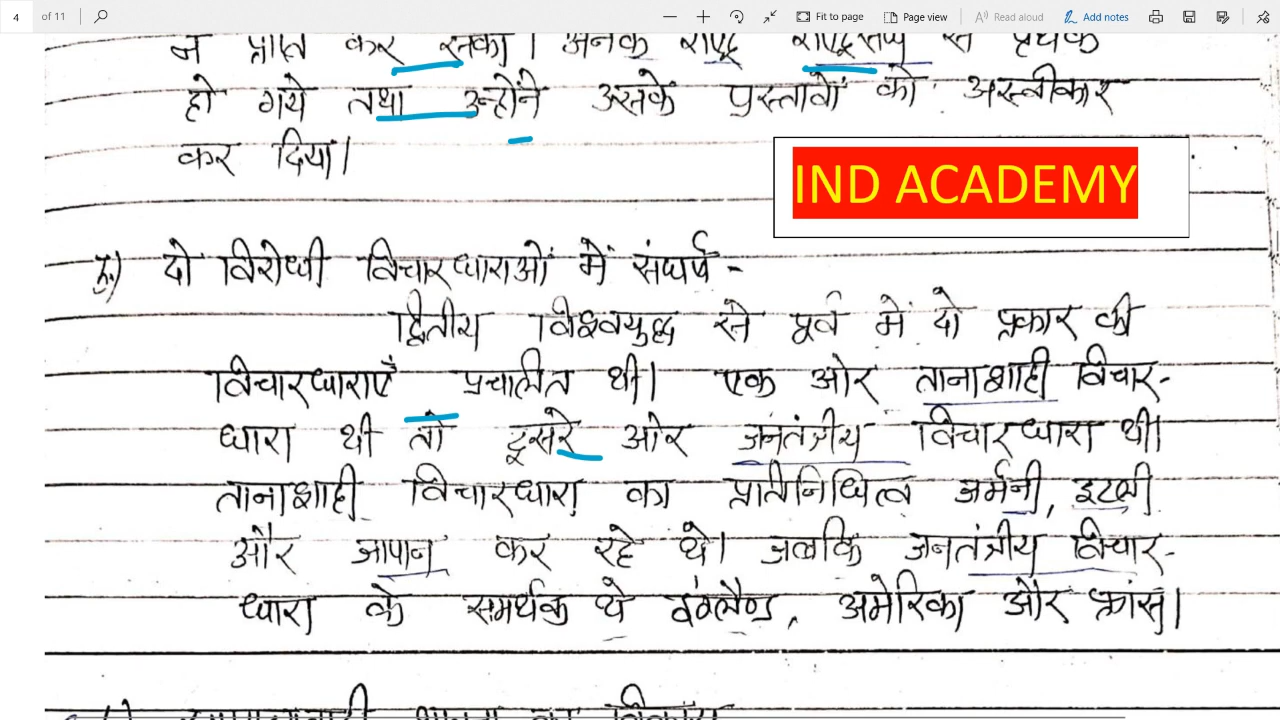 4 of 11 Fit to page Page view Read aloud Add notes
न प्राप्त कर सका। अनेक राष्ट्र राष्ट्रसंघ से पृथक
हो गये तथा उन्होंने उसके प्रस्तावों को अस्वीकार
कर दिया।
IND ACADEMY
दो विरोधी विचारधाराओं में संघर्ष -
द्वितीय विश्वयुद्ध से पूर्व में दो प्रकार की
विचारधाराएँ प्रचलित थी। एक ओर तानाशाही विचार-
धारा थी तो दूसरे ओर जनतंत्रीय विचारधारा थी।
तानाशाही विचारधारा का प्रतिनिधित्व जर्मनी, इटली
और जापान कर रहे थे। जबकि जनतंत्रीय विचार-
धारा के समर्थक थे इंग्लैण्ड, अमेरिका और फ्रांस।